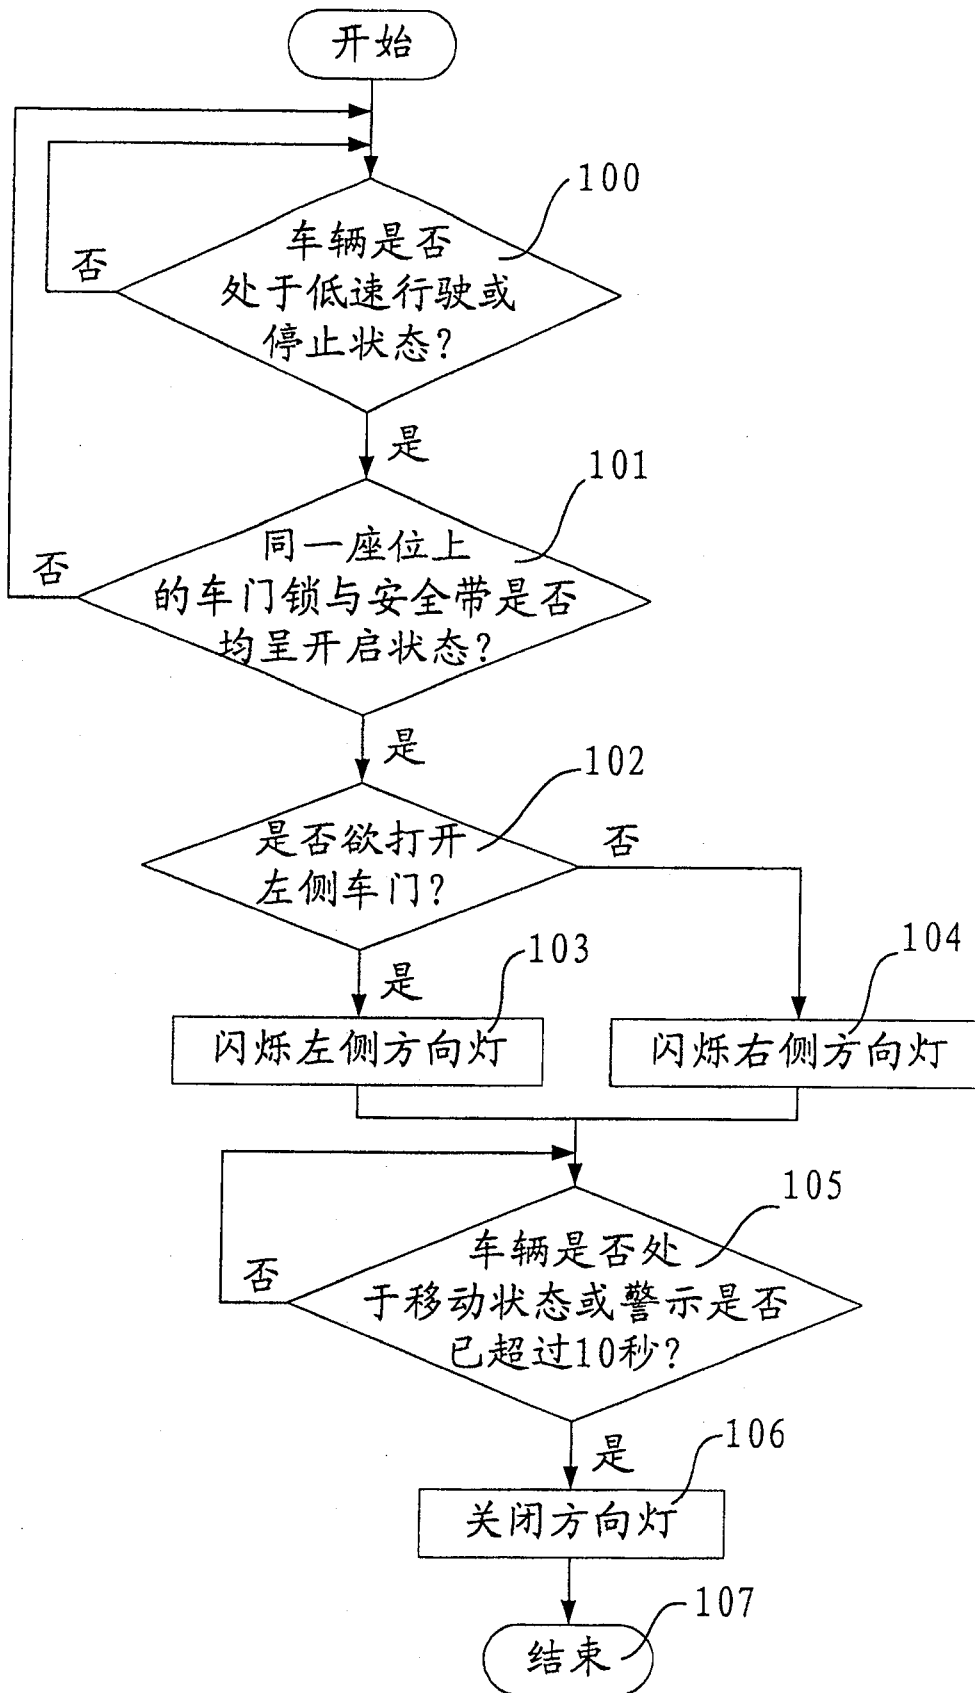 开始
100
车辆是否
处于低速行驶或
停止状态?
否
是
101
同一座位上
的车门锁与安全带是否
均呈开启状态?
否
是
102
是否欲打开
左侧车门?
否
是
103
闪烁左侧方向灯
104
闪烁右侧方向灯
105
车辆是否处
于移动状态或警示是否
已超过10秒?
否
是
106
关闭方向灯
107
结束